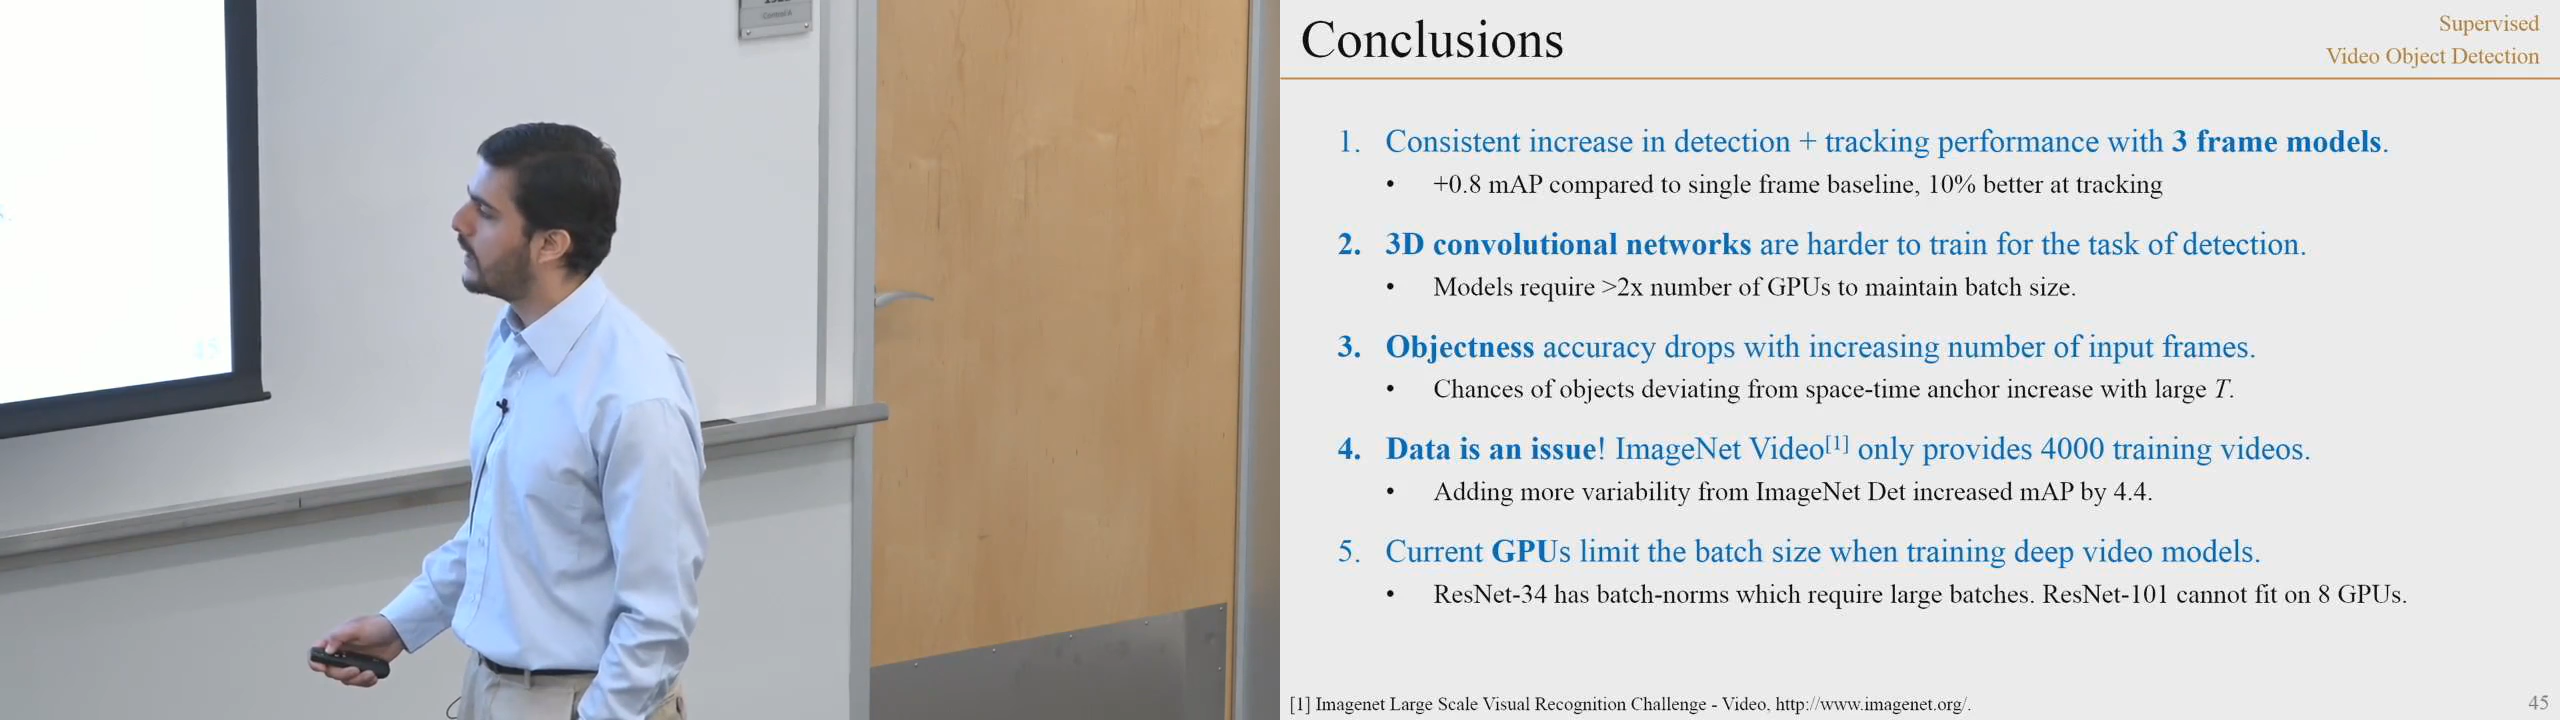 Conclusions
Supervised
Video Object Detection
1. Consistent increase in detection + tracking performance with 3 frame models.
• +0.8 mAP compared to single frame baseline, 10% better at tracking
2. 3D convolutional networks are harder to train for the task of detection.
• Models require >2x number of GPUs to maintain batch size.
3. Objectness accuracy drops with increasing number of input frames.
• Chances of objects deviating from space-time anchor increase with large T.
4. Data is an issue! ImageNet Video[1] only provides 4000 training videos.
• Adding more variability from ImageNet Det increased mAP by 4.4.
5. Current GPUs limit the batch size when training deep video models.
• ResNet-34 has batch-norms which require large batches. ResNet-101 cannot fit on 8 GPUs.
[1] Imagenet Large Scale Visual Recognition Challenge - Video, http://www.imagenet.org/.
45
45